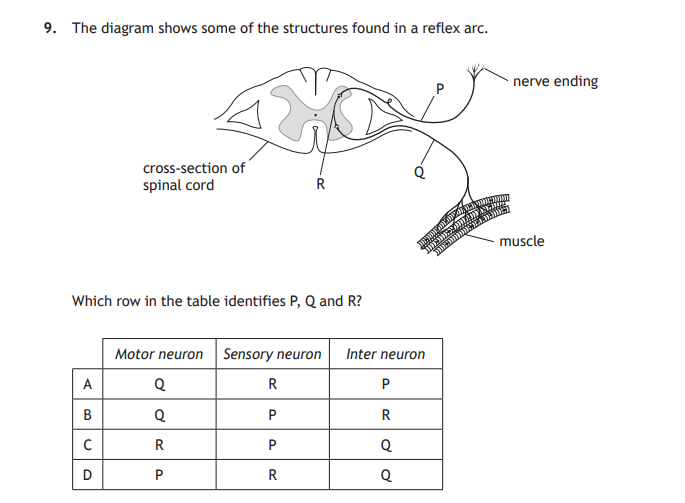 9. The diagram shows some of the structures found in a reflex arc.
P
nerve ending
cross-section of
spinal cord
R
Q
muscle
Which row in the table identifies P, Q and R?
Motor neuron Sensory neuron Inter neuron
A Q R P
B Q P R
C R P Q
D P R Q